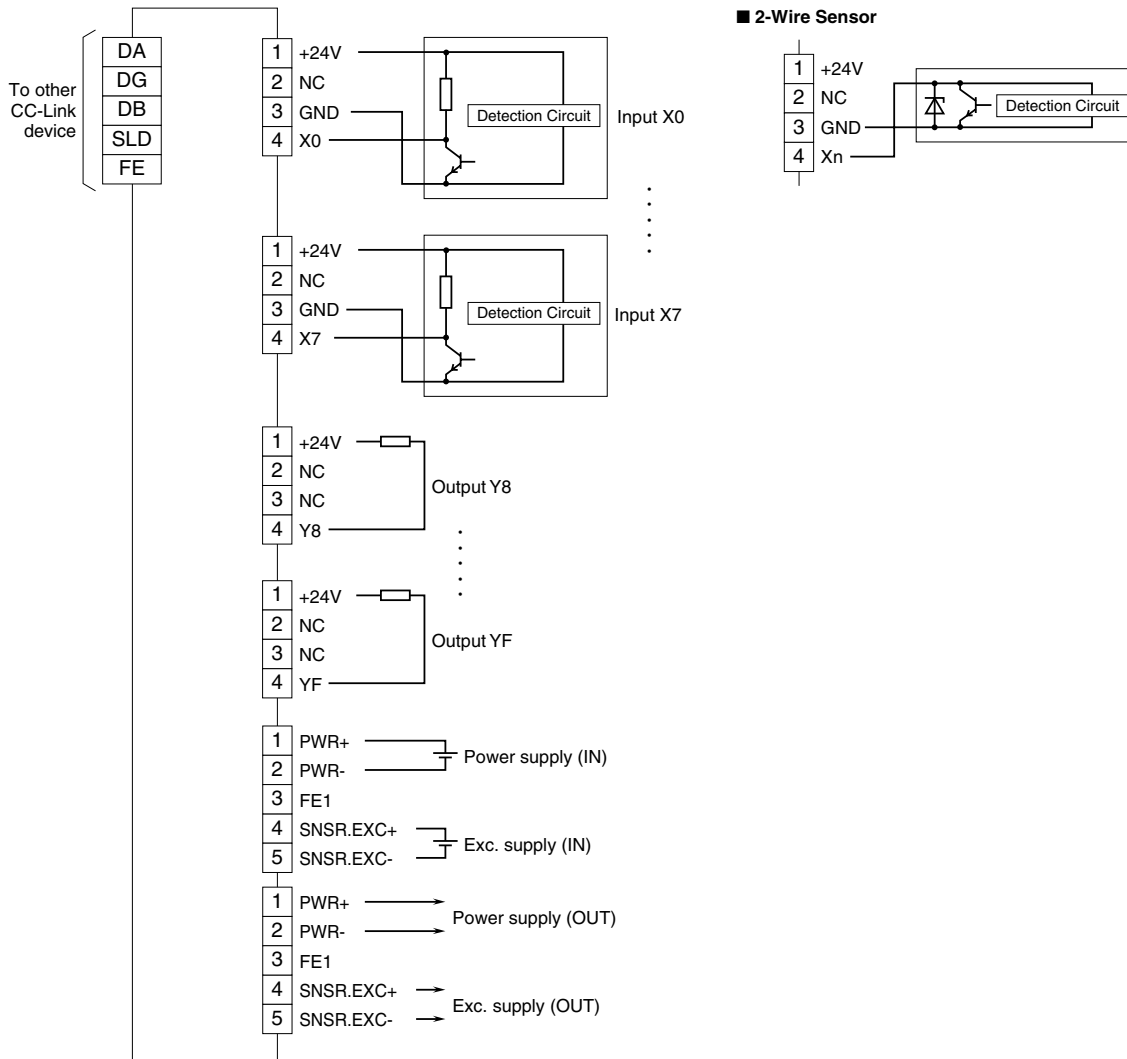 To other
CC-Link
device
DA
DG
DB
SLD
FE
1 +24V
2 NC
3 GND
4 X0
Detection Circuit
Input X0
1 +24V
2 NC
3 GND
4 X7
Detection Circuit
Input X7
1 +24V
2 NC
3 NC
4 Y8
Output Y8
1 +24V
2 NC
3 NC
4 YF
Output YF
1 PWR+
2 PWR-
3 FE1
4 SNSR.EXC+
5 SNSR.EXC-
Power supply (IN)
Exc. supply (IN)
1 PWR+
2 PWR-
3 FE1
4 SNSR.EXC+
5 SNSR.EXC-
Power supply (OUT)
Exc. supply (OUT)
■ 2-Wire Sensor
1 +24V
2 NC
3 GND
4 Xn
Detection Circuit